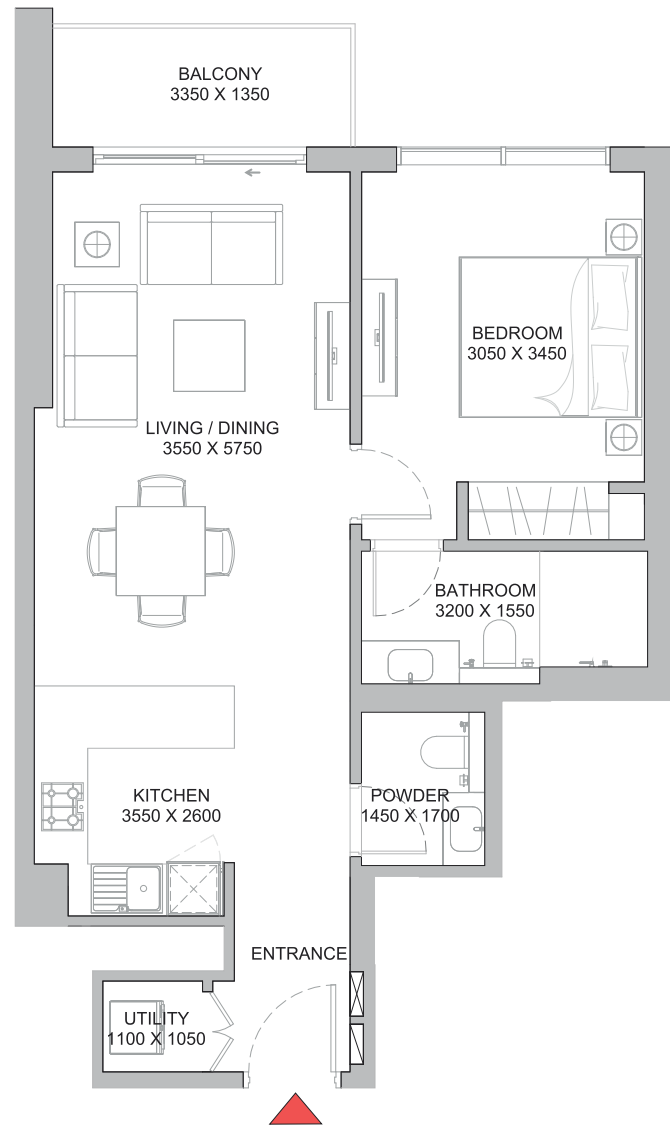 BALCONY
3350 X 1350
BEDROOM
3050 X 3450
LIVING / DINING
3550 X 5750
BATHROOM
3200 X 1550
KITCHEN
3550 X 2600
POWDER
1450 X 1700
ENTRANCE
UTILITY
1100 X 1050